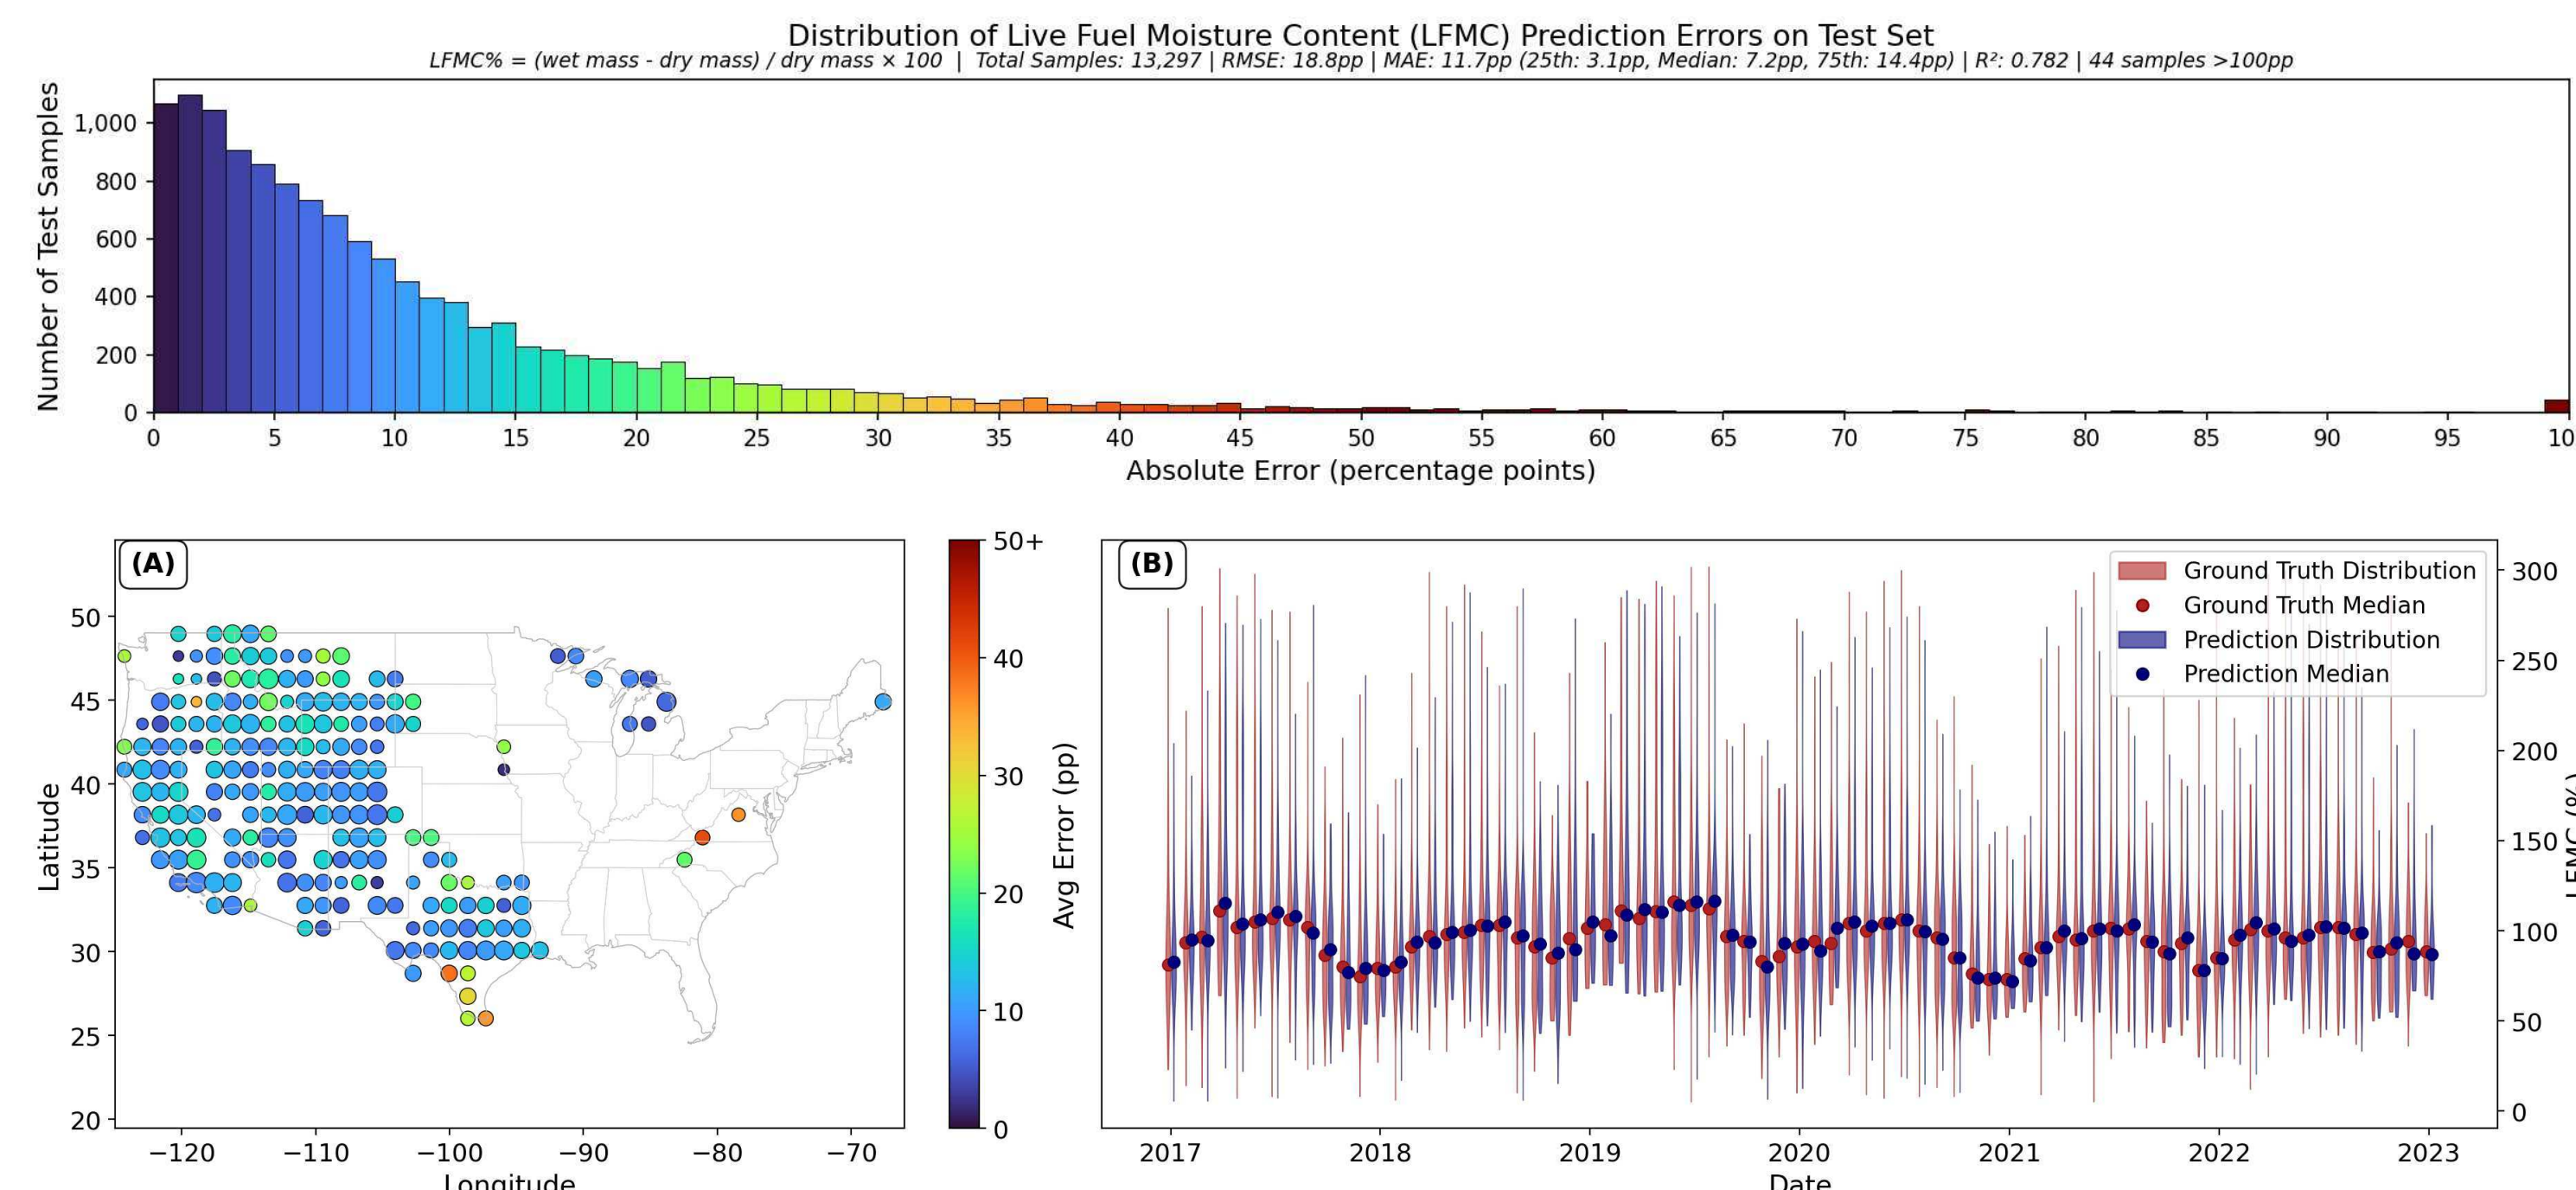 Distribution of Live Fuel Moisture Content (LFMC) Prediction Errors on Test Set
LFMC% = (wet mass - dry mass) / dry mass × 100 | Total Samples: 13,297 | RMSE: 18.8pp | MAE: 11.7pp (25th: 3.1pp, Median: 7.2pp, 75th: 14.4pp) | R²: 0.782 | 44 samples >100pp
Number of Test Samples
1,000
800
600
400
200
0
0 5 10 15 20 25 30 35 40 45 50 55 60 65 70 75 80 85 90 95 10
Absolute Error (percentage points)
(A)
Latitude
50
45
40
35
30
25
20
−120 −110 −100 −90 −80 −70
Longitude
50+
40
30
20
10
0
Avg Error (pp)
(B)
Ground Truth Distribution
Ground Truth Median
Prediction Distribution
Prediction Median
300
250
200
150
100
50
0
LFMC (%)
2017 2018 2019 2020 2021 2022 2023
Date